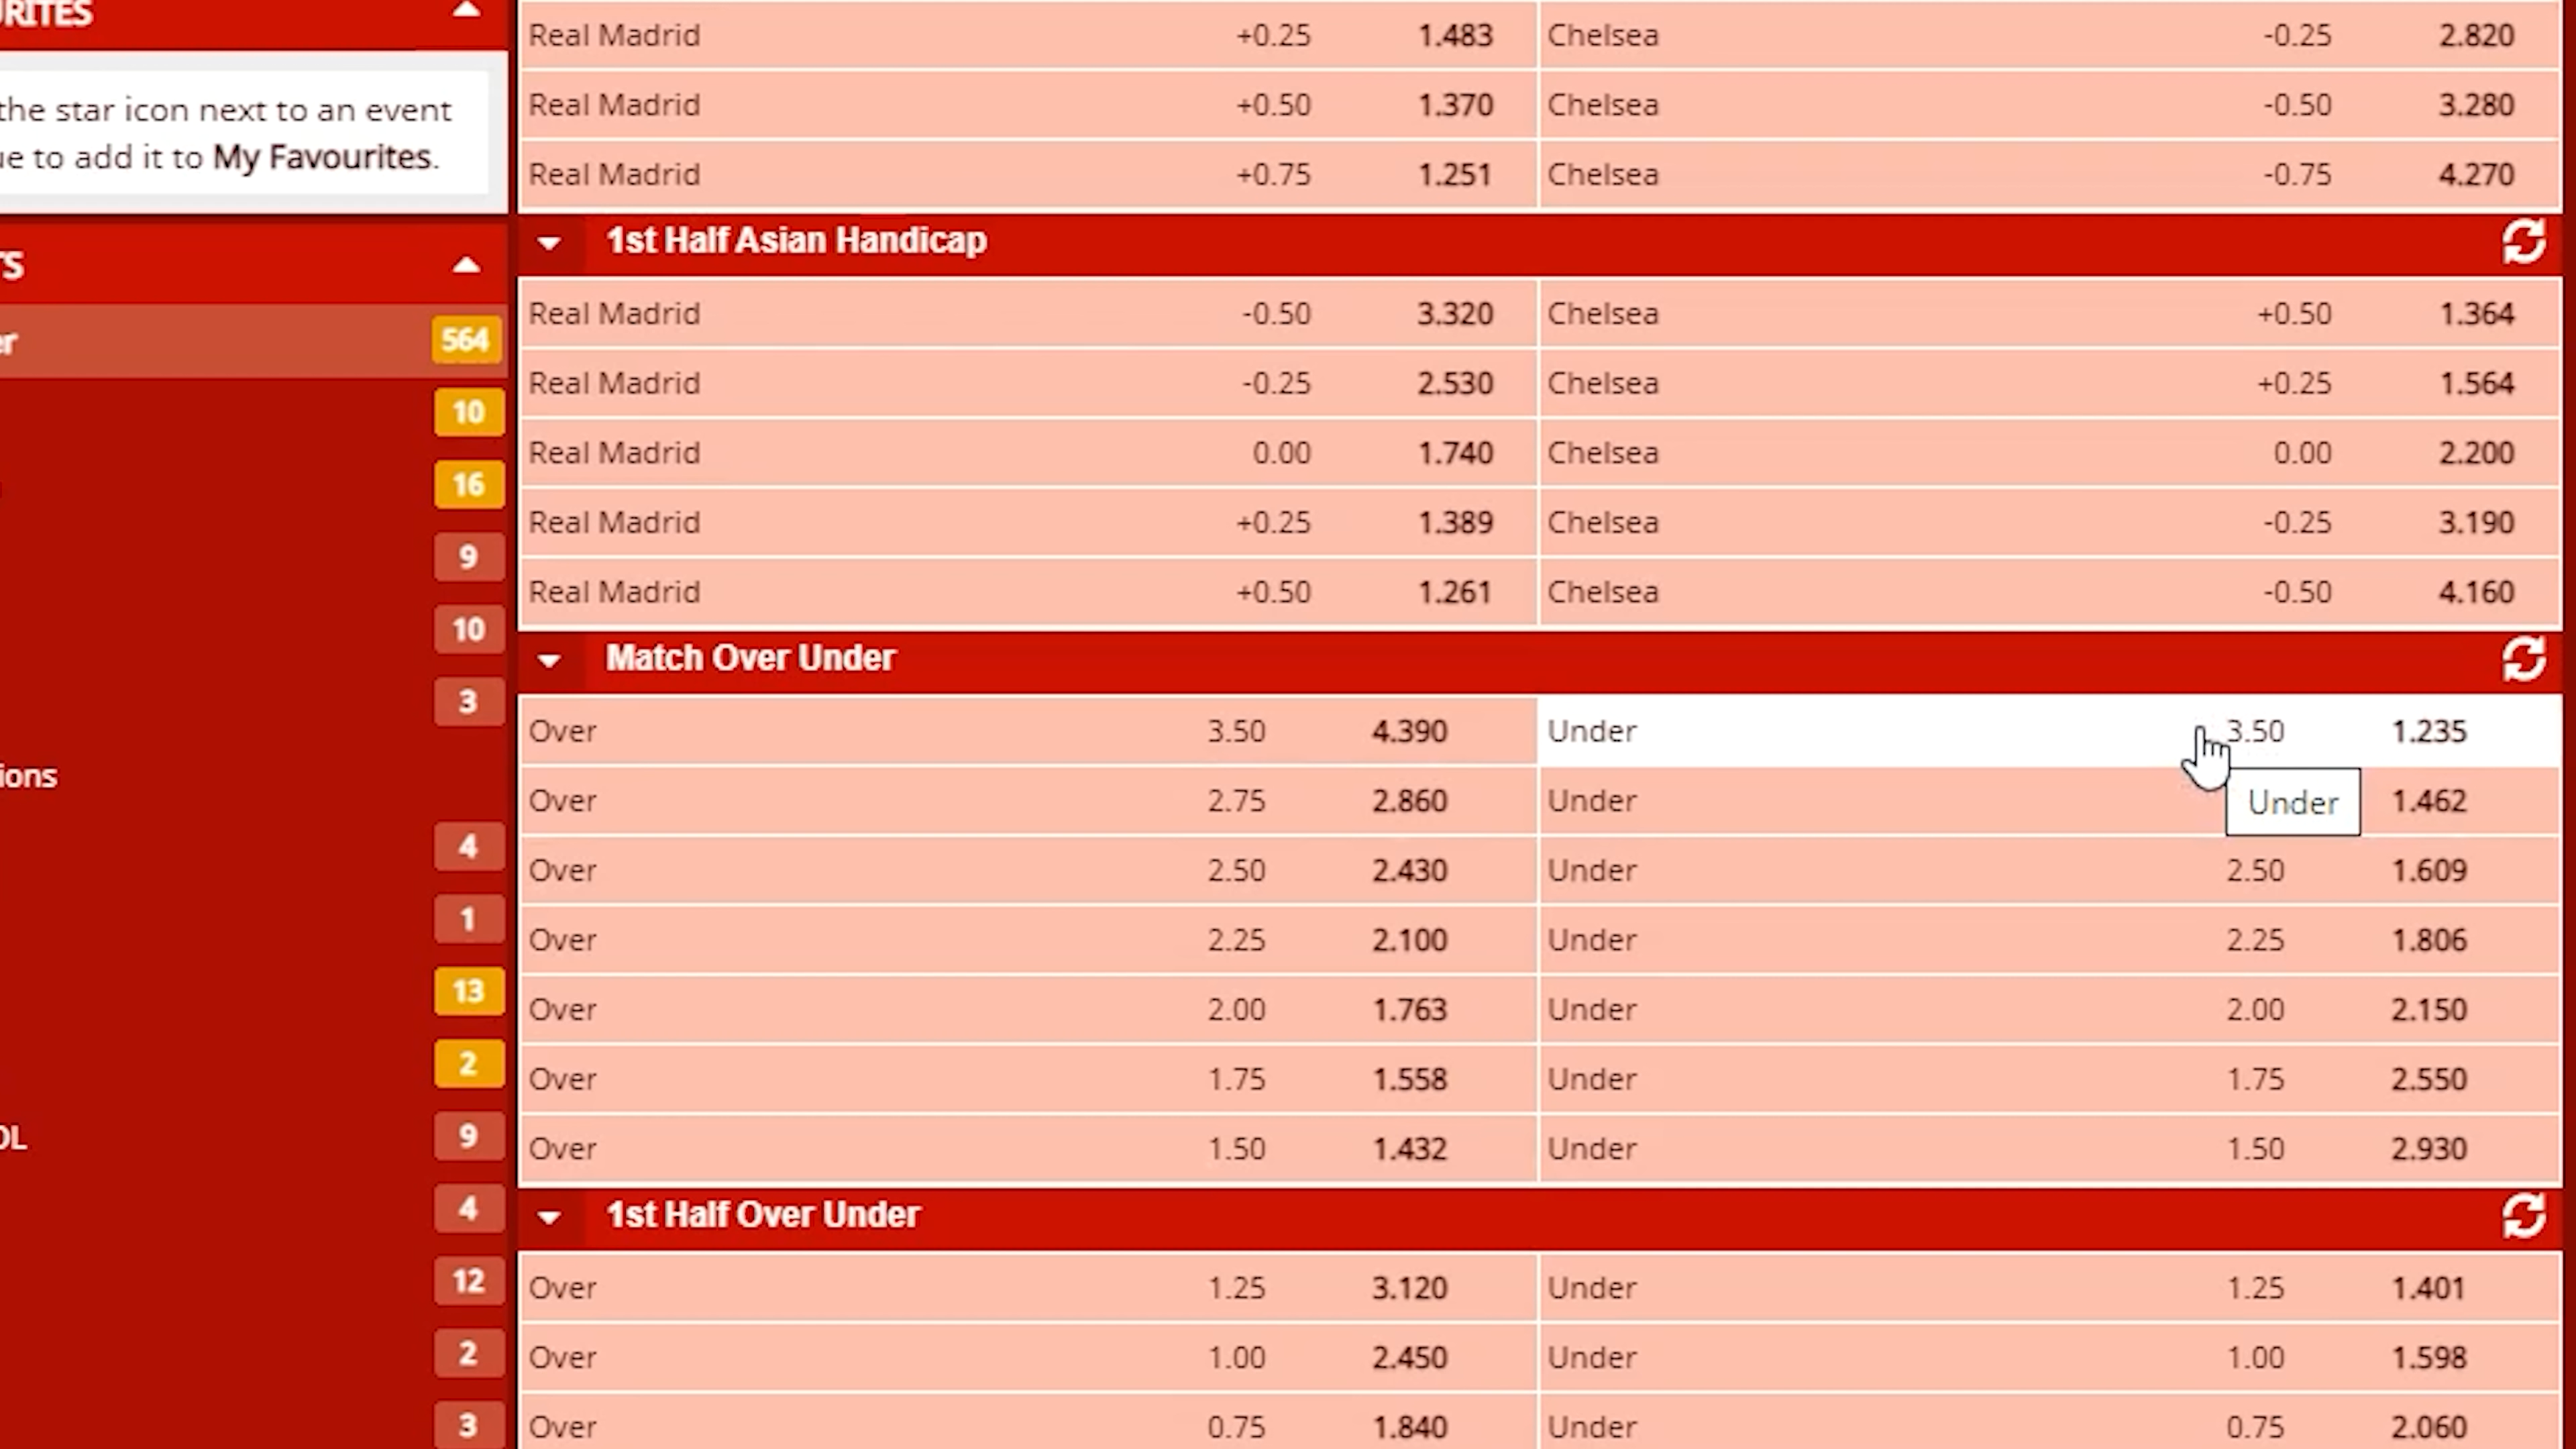 the star icon next to an event
to add it to My Favourites.
564
10
16
9
10
3
4
1
13
2
9
4
12
2
3
Real Madrid +0.25 1.483 Chelsea -0.25 2.820
Real Madrid +0.50 1.370 Chelsea -0.50 3.280
Real Madrid +0.75 1.251 Chelsea -0.75 4.270
1st Half Asian Handicap
Real Madrid -0.50 3.320 Chelsea +0.50 1.364
Real Madrid -0.25 2.530 Chelsea +0.25 1.564
Real Madrid 0.00 1.740 Chelsea 0.00 2.200
Real Madrid +0.25 1.389 Chelsea -0.25 3.190
Real Madrid +0.50 1.261 Chelsea -0.50 4.160
Match Over Under
Over 3.50 4.390 Under 3.50 1.235
Over 2.75 2.860 Under 1.462
Under
Over 2.50 2.430 Under 2.50 1.609
Over 2.25 2.100 Under 2.25 1.806
Over 2.00 1.763 Under 2.00 2.150
Over 1.75 1.558 Under 1.75 2.550
Over 1.50 1.432 Under 1.50 2.930
1st Half Over Under
Over 1.25 3.120 Under 1.25 1.401
Over 1.00 2.450 Under 1.00 1.598
Over 0.75 1.840 Under 0.75 2.060